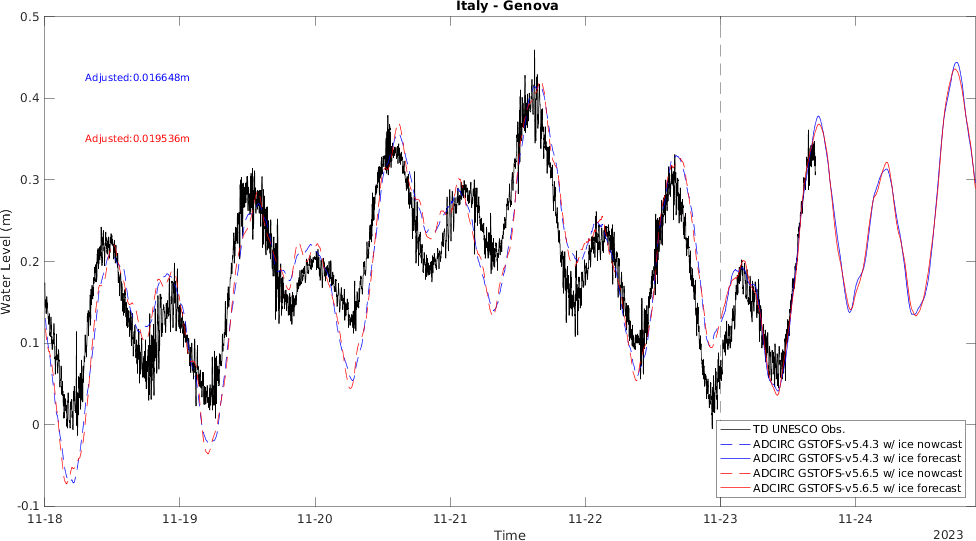 Italy - Genova
0.5
0.4
0.3
0.2
0.1
0
-0.1
Water Level (m)
Adjusted:0.016648m
Adjusted:0.019536m
TD UNESCO Obs.
ADCIRC GSTOFS-v5.4.3 w/ ice nowcast
ADCIRC GSTOFS-v5.4.3 w/ ice forecast
ADCIRC GSTOFS-v5.6.5 w/ ice nowcast
ADCIRC GSTOFS-v5.6.5 w/ ice forecast
11-18 11-19 11-20 11-21 11-22 11-23 11-24
Time
2023